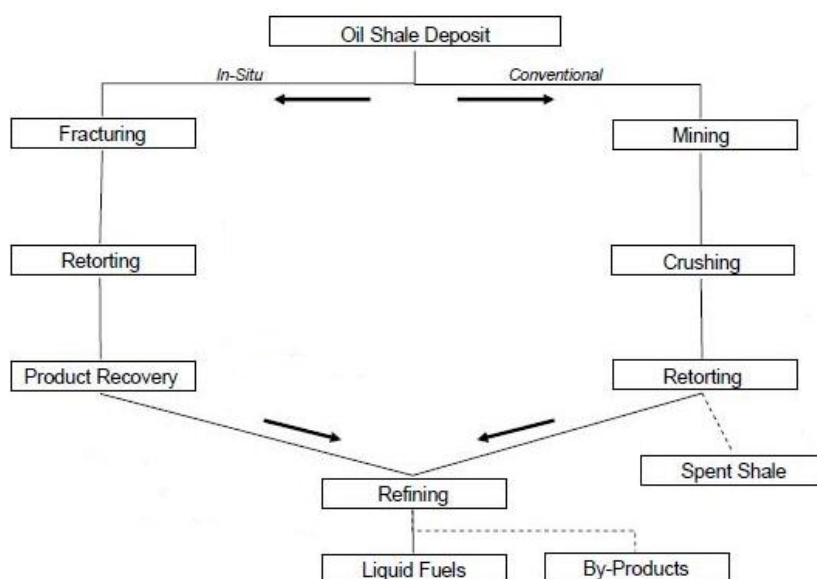 Oil Shale Deposit
In-Situ
Conventional
Fracturing
Mining
Retorting
Crushing
Product Recovery
Retorting
Spent Shale
Refining
Liquid Fuels
By-Products